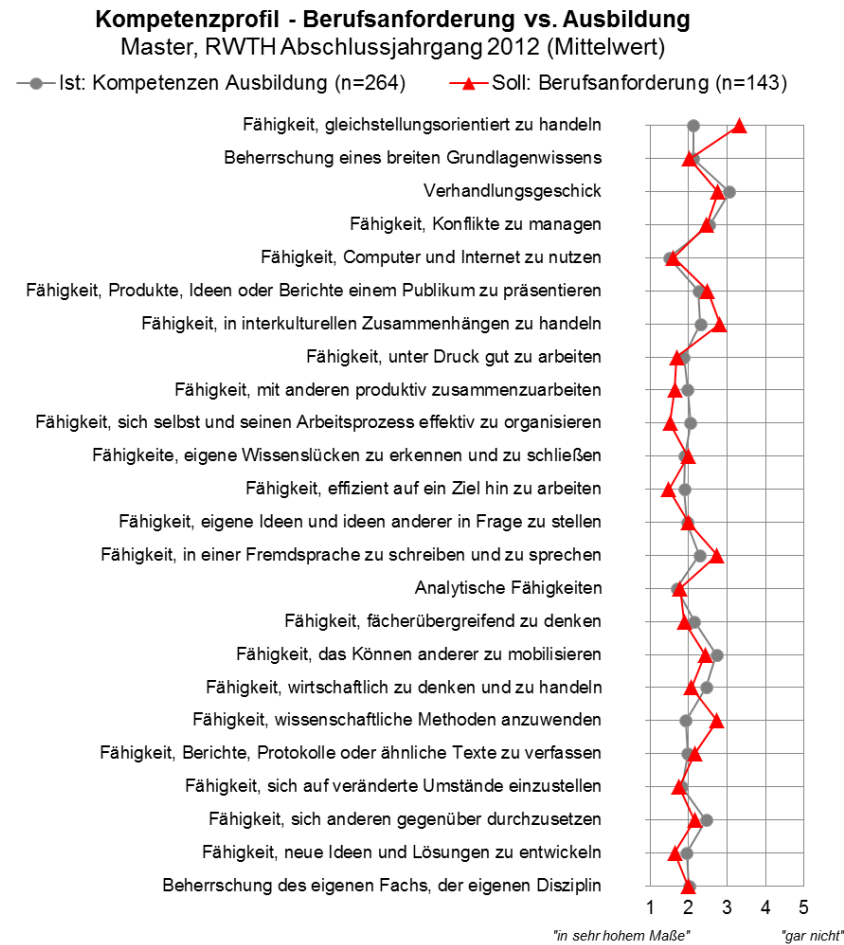 Kompetenzprofil - Berufsanforderung vs. Ausbildung
Master, RWTH Abschlussjahrgang 2012 (Mittelwert)
Ist: Kompetenzen Ausbildung (n=264) Soll: Berufsanforderung (n=143)
Fähigkeit, gleichstellungsorientiert zu handeln
Beherrschung eines breiten Grundlagenwissens
Verhandlungsgeschick
Fähigkeit, Konflikte zu managen
Fähigkeit, Computer und Internet zu nutzen
Fähigkeit, Produkte, Ideen oder Berichte einem Publikum zu präsentieren
Fähigkeit, in interkulturellen Zusammenhängen zu handeln
Fähigkeit, unter Druck gut zu arbeiten
Fähigkeit, mit anderen produktiv zusammenzuarbeiten
Fähigkeit, sich selbst und seinen Arbeitsprozess effektiv zu organisieren
Fähigkeite, eigene Wissenslücken zu erkennen und zu schließen
Fähigkeit, effizient auf ein Ziel hin zu arbeiten
Fähigkeit, eigene Ideen und ideen anderer in Frage zu stellen
Fähigkeit, in einer Fremdsprache zu schreiben und zu sprechen
Analytische Fähigkeiten
Fähigkeit, fächerübergreifend zu denken
Fähigkeit, das Können anderer zu mobilisieren
Fähigkeit, wirtschaftlich zu denken und zu handeln
Fähigkeit, wissenschaftliche Methoden anzuwenden
Fähigkeit, Berichte, Protokolle oder ähnliche Texte zu verfassen
Fähigkeit, sich auf veränderte Umstände einzustellen
Fähigkeit, sich anderen gegenüber durchzusetzen
Fähigkeit, neue Ideen und Lösungen zu entwickeln
Beherrschung des eigenen Fachs, der eigenen Disziplin
1 2 3 4 5
"in sehr hohem Maße" "gar nicht"